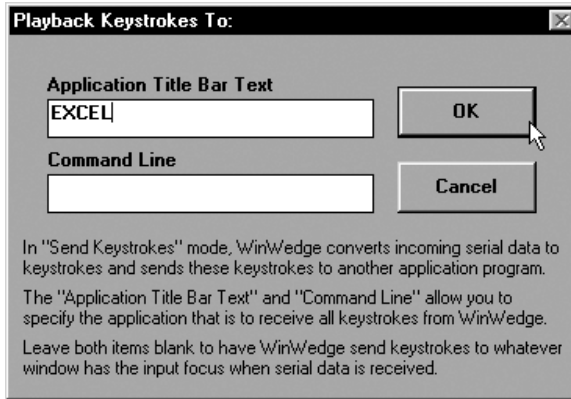 Playback Keystrokes To:
Application Title Bar Text
EXCEL
OK
Command Line
Cancel
In "Send Keystrokes" mode, WinWedge converts incoming serial data to
keystrokes and sends these keystrokes to another application program.
The "Application Title Bar Text" and "Command Line" allow you to
specify the application that is to receive all keystrokes from WinWedge.
Leave both items blank to have WinWedge send keystrokes to whatever
window has the input focus when serial data is received.